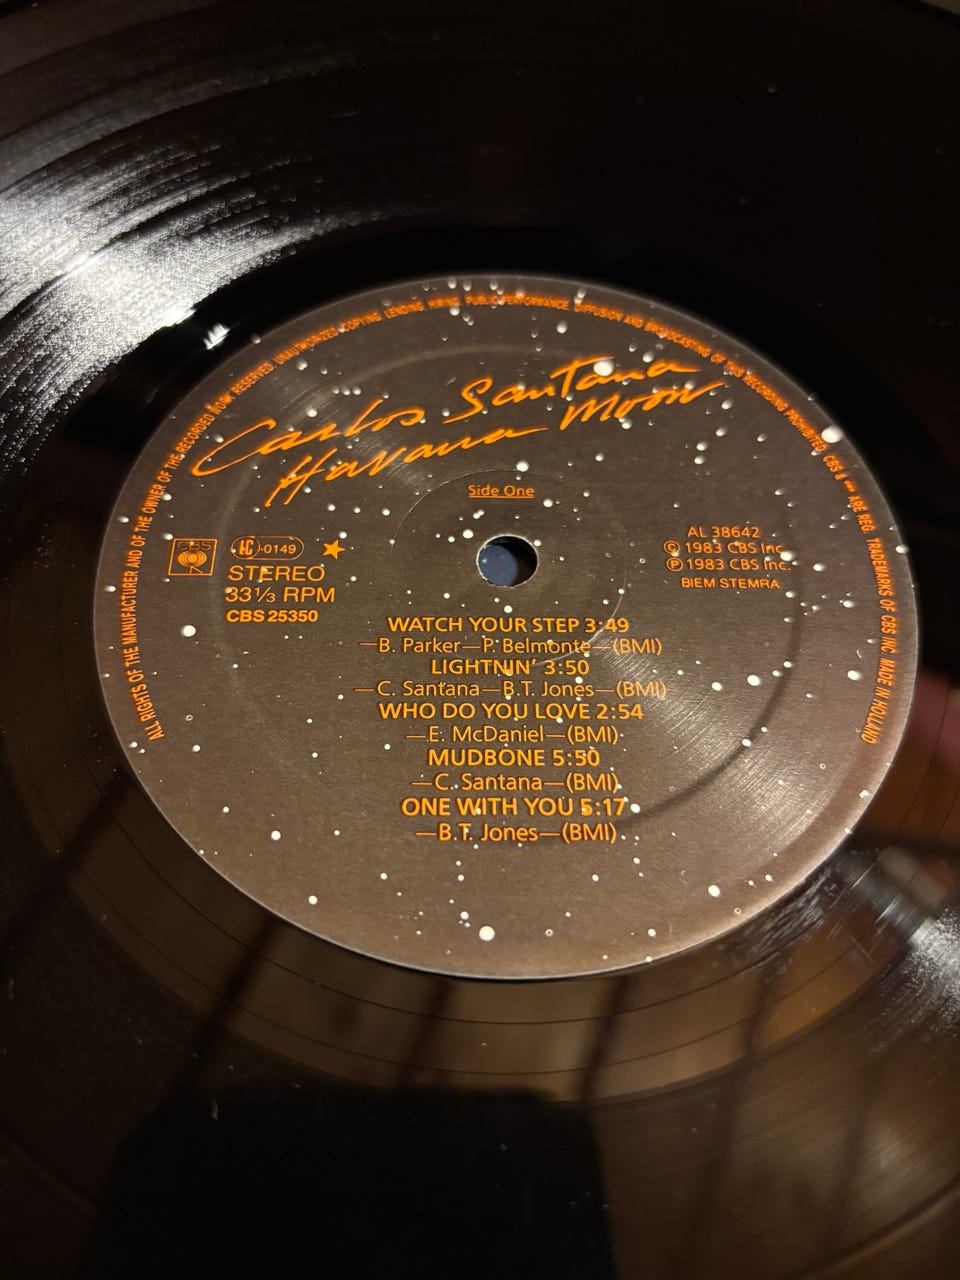 ALL RIGHTS OF THE MANUFACTURER AND OF THE OWNER OF THE RECORDED WORK RESERVED. UNAUTHORIZED COPYING LENDING HIRING PUBLIC PERFORMANCE DIFFUSION AND BROADCASTING OF THIS RECORDING PROHIBITED. CBS & ARE REG. TRADEMARKS OF CBS INC. MADE IN HOLLAND
Carlos Santana
Havana Moon
Side One
CBS
LC-0149
STEREO
33⅓ RPM
CBS 25350
AL 38642
© 1983 CBS Inc.
℗ 1983 CBS Inc.
BIEM STEMRA
WATCH YOUR STEP 3:49
—B. Parker—P. Belmonte—(BMI)
LIGHTNIN' 3:50
—C. Santana—B.T. Jones—(BMI)
WHO DO YOU LOVE 2:54
—E. McDaniel—(BMI)
MUDBONE 5:50
—C. Santana—(BMI)
ONE WITH YOU 5:17
—B.T. Jones—(BMI)